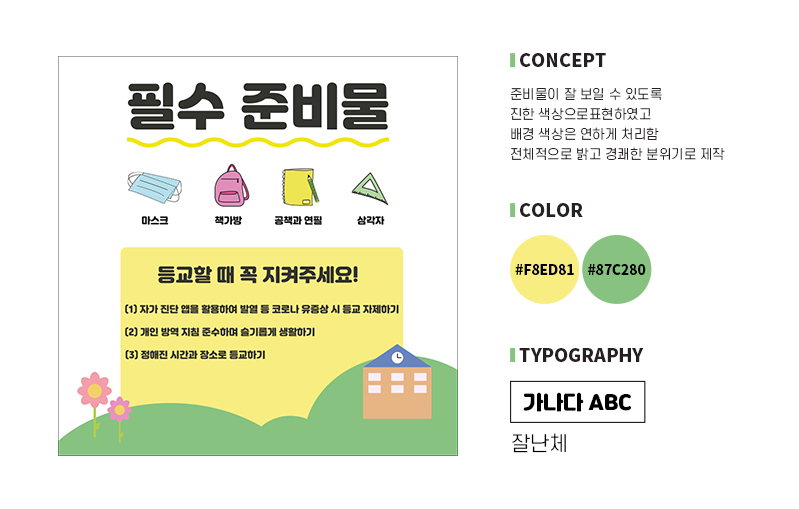 필수 준비물
마스크
책가방
공책과 연필
삼각자
등교할 때 꼭 지켜주세요!
(1) 자가 진단 앱을 활용하여 발열 등 코로나 유증상 시 등교 자제하기
(2) 개인 방역 지침 준수하며 슬기롭게 생활하기
(3) 정해진 시간과 장소로 등교하기
CONCEPT
준비물이 잘 보일 수 있도록
진한 색상으로표현하였고
배경 색상은 연하게 처리함
전체적으로 밝고 경쾌한 분위기로 제작
COLOR
#F8ED81
#87C280
TYPOGRAPHY
가나다 ABC
잘난체